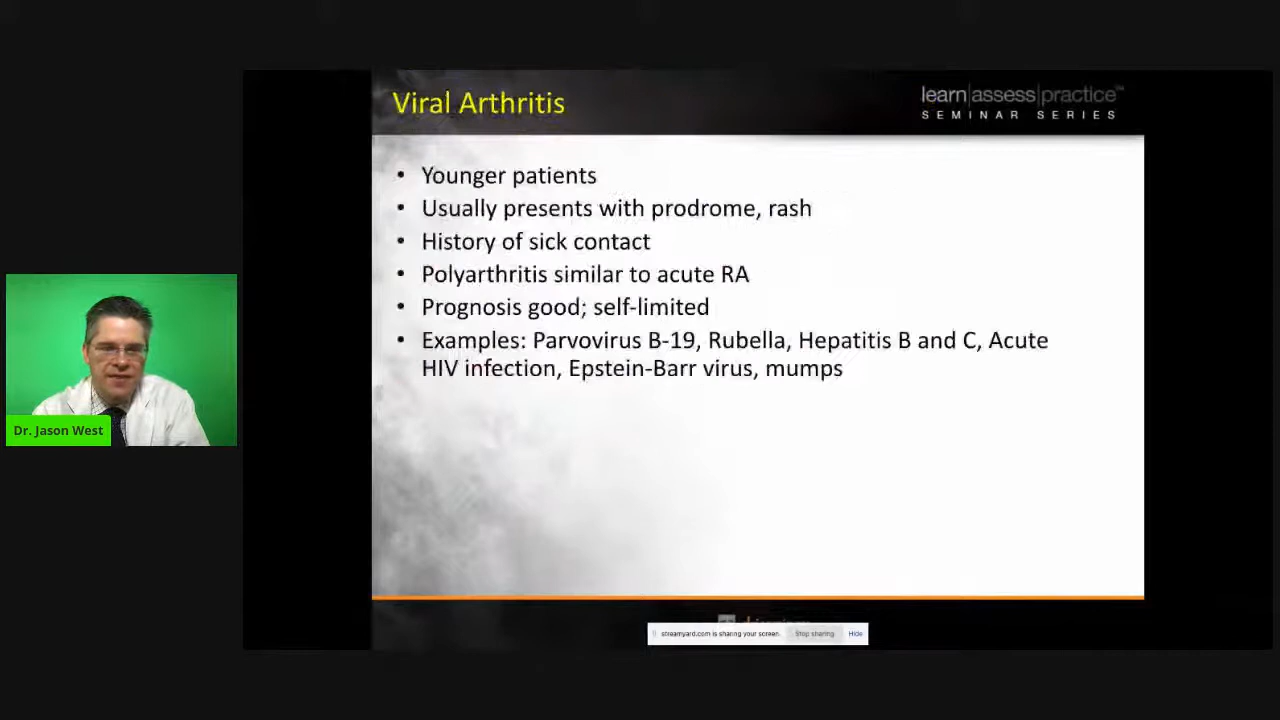 Viral Arthritis
learn|assess|practice™
SEMINAR SERIES
• Younger patients
• Usually presents with prodrome, rash
• History of sick contact
• Polyarthritis similar to acute RA
• Prognosis good; self-limited
• Examples: Parvovirus B-19, Rubella, Hepatitis B and C, Acute
HIV infection, Epstein-Barr virus, mumps
Dr. Jason West
streamyard.com is sharing your screen. Stop sharing Hide